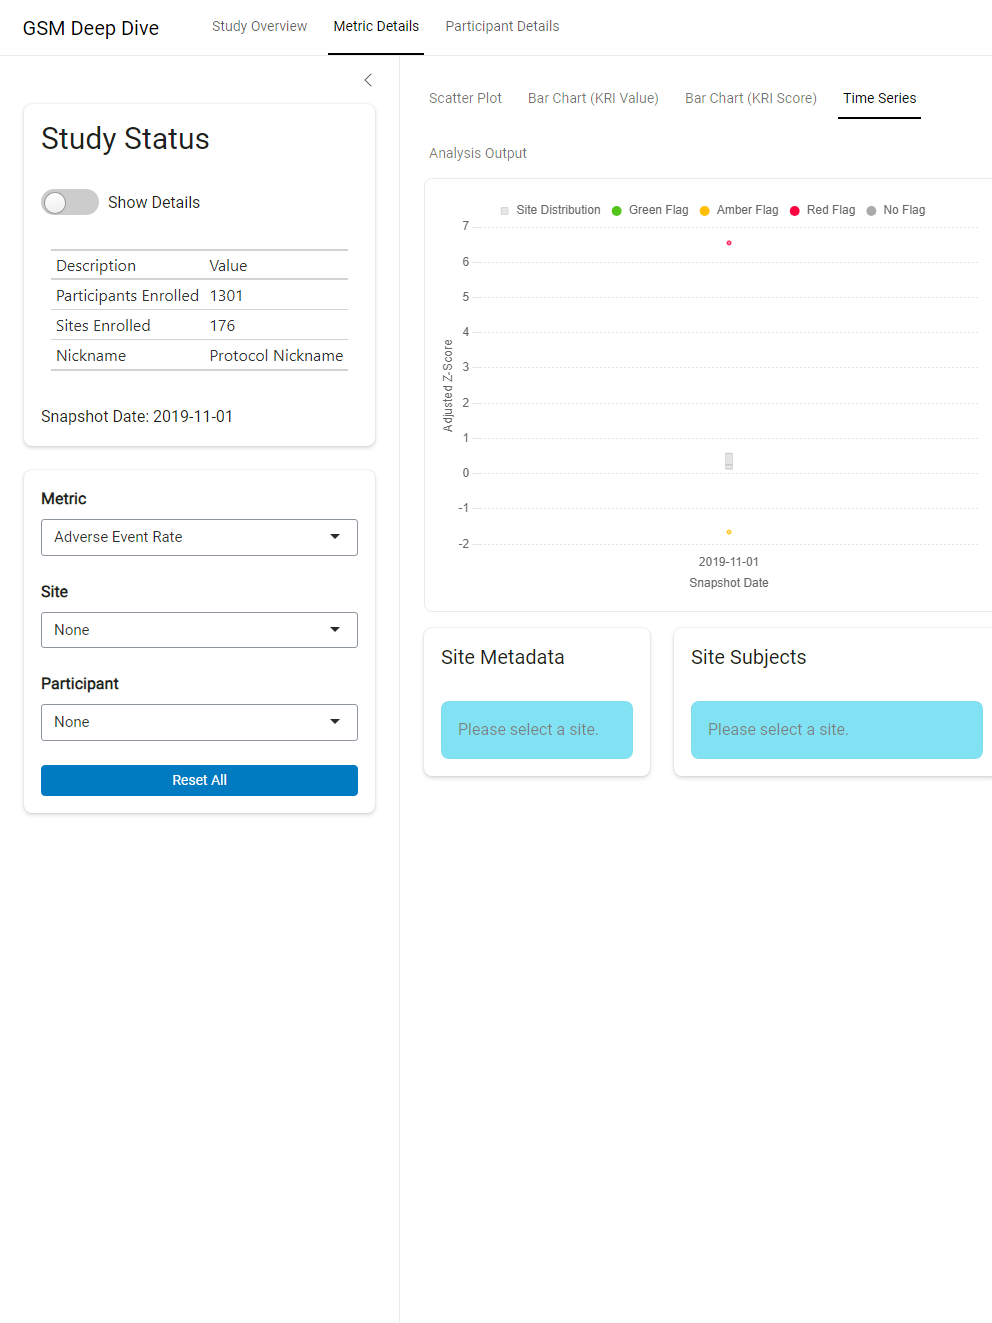 GSM Deep Dive
Study Overview
Metric Details
Participant Details
Study Status
Show Details
Description Value
Participants Enrolled 1301
Sites Enrolled 176
Nickname Protocol Nickname
Snapshot Date: 2019-11-01
Metric
Adverse Event Rate
Site
None
Participant
None
Reset All
Scatter Plot
Bar Chart (KRI Value)
Bar Chart (KRI Score)
Time Series
Analysis Output
Site Distribution
Green Flag
Amber Flag
Red Flag
No Flag
Adjusted Z-Score
7
6
5
4
3
2
1
0
-1
-2
2019-11-01
Snapshot Date
Site Metadata
Please select a site.
Site Subjects
Please select a site.